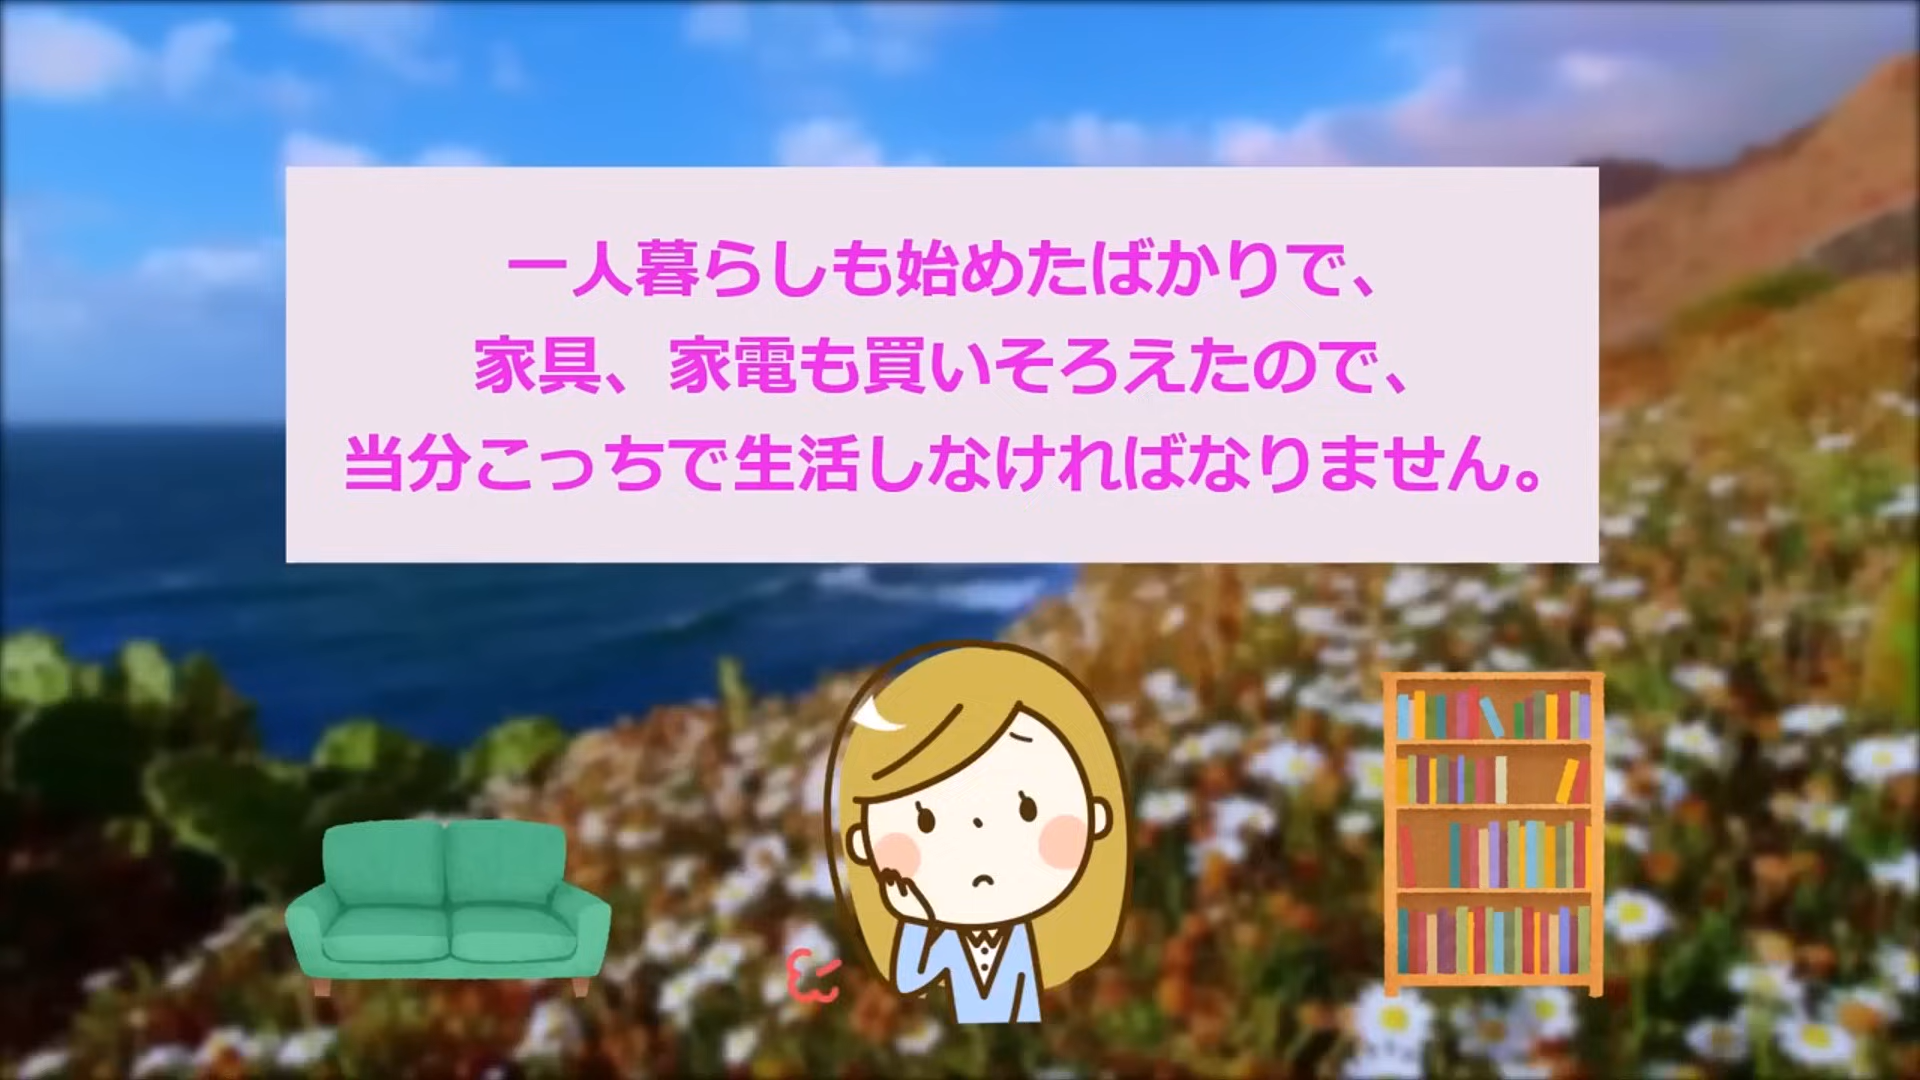 一人暮らしも始めたばかりで、
家具、家電も買いそろえたので、
当分こっちで生活しなければなりません。